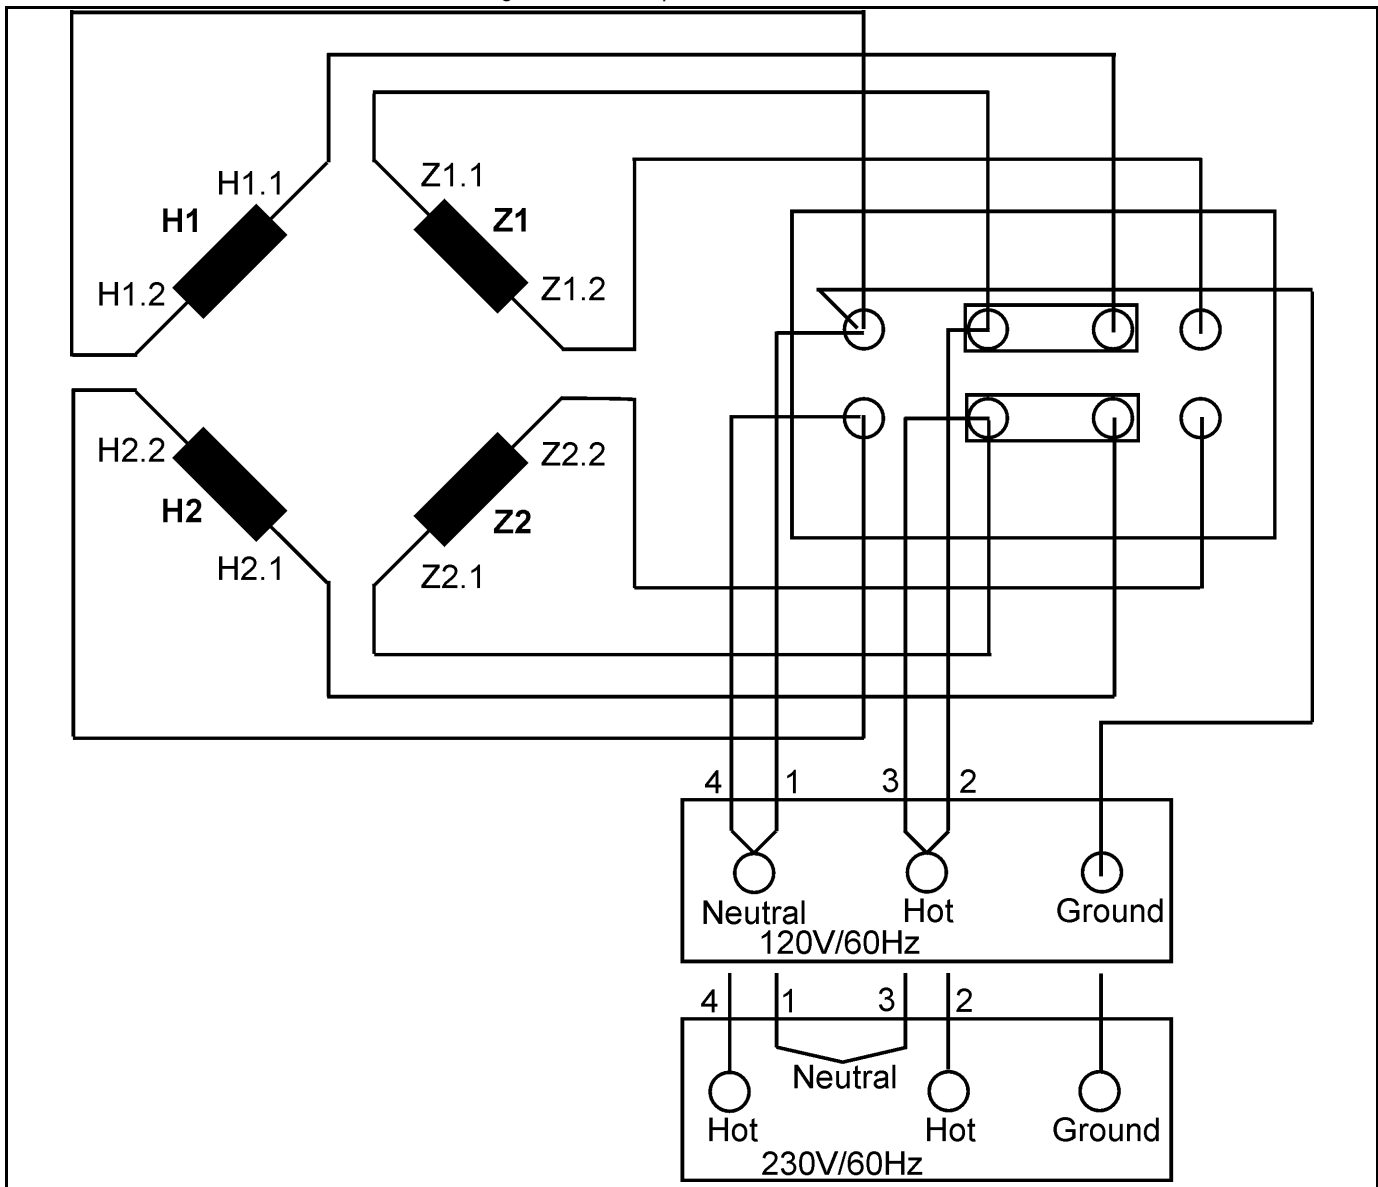 H1.1
Z1.1
H1
Z1
H1.2
Z1.2
H2.2
Z2.2
H2
Z2
H2.1
Z2.1
4
1
3
2
Neutral
Hot
Ground
120V/60Hz
4
1
3
2
Neutral
Hot
Hot
Ground
230V/60Hz